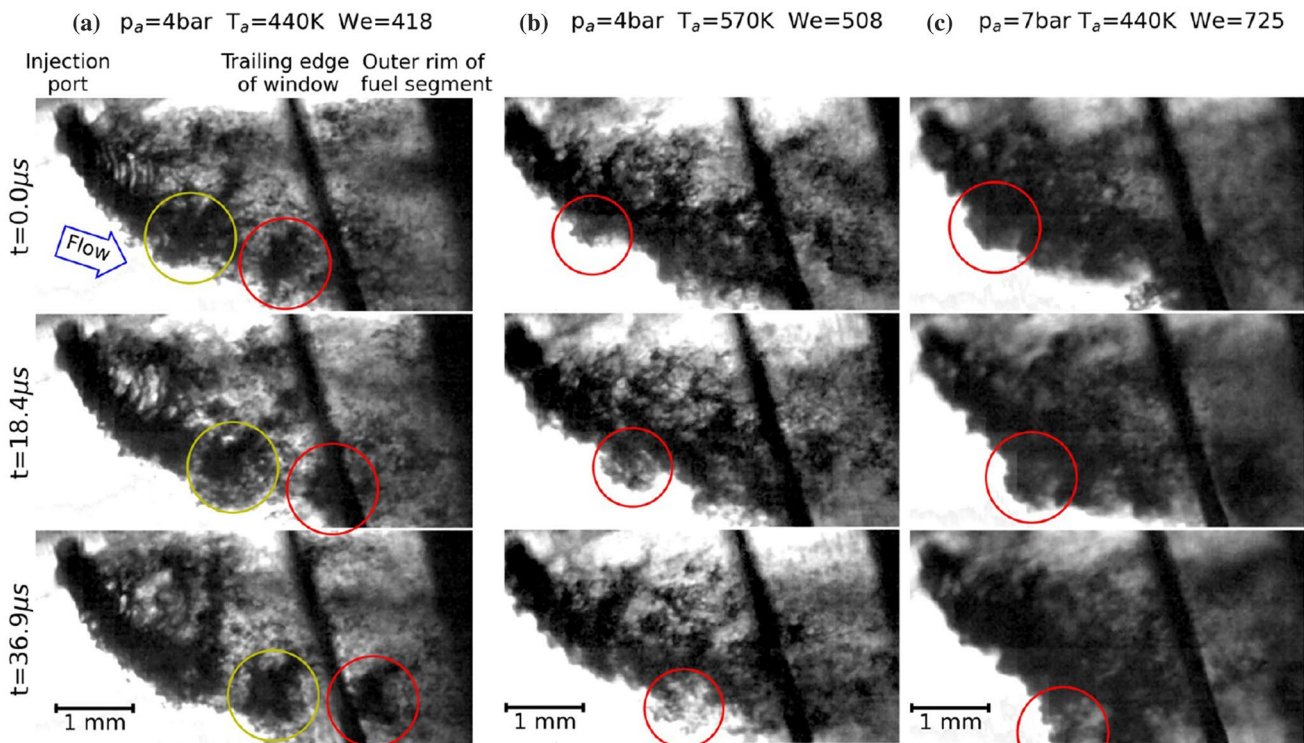 (a) pₐ=4bar Tₐ=440K We=418
(b) pₐ=4bar Tₐ=570K We=508
(c) pₐ=7bar Tₐ=440K We=725
Injection
port
Trailing edge
of window
Outer rim of
fuel segment
t=0.0μs
Flow
t=18.4μs
t=36.9μs
1 mm
1 mm